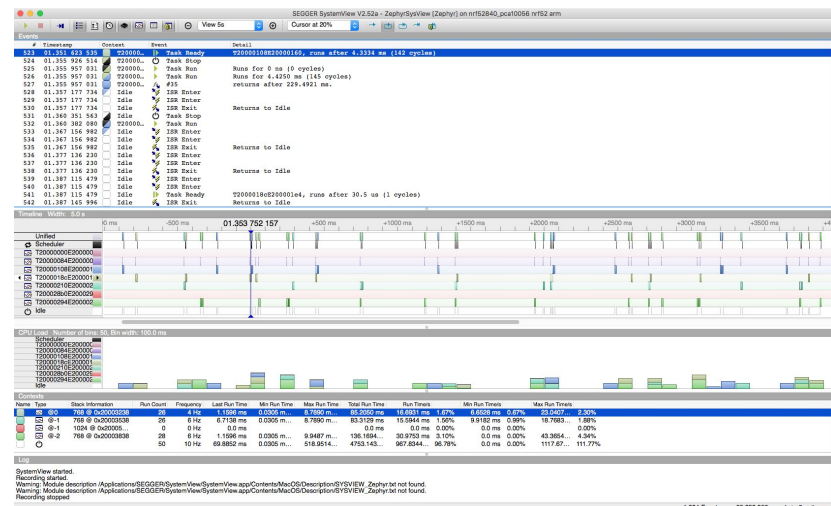 SEGGER SystemView V2.52a - ZephyrSysView [Zephyr] on nrf52840_pca10056 nrf52 arm
View 5s Cursor at 20%
Events
# Timestamp Context Event Detail
523 01.351 623 535 T20000... Task Ready T20000108E20000160, runs after 4.3334 ms (142 cycles)
524 01.355 926 514 T20000... Task Stop
525 01.355 957 031 T20000... Task Run Runs for 0 ns (0 cycles)
526 01.355 957 031 T20000... Task Run Runs for 4.4250 ms (145 cycles)
527 01.355 957 031 T20000... #35 returns after 229.4921 ms.
528 01.357 177 734 Idle ISR Enter
529 01.357 177 734 Idle ISR Enter
530 01.357 177 734 Idle ISR Exit Returns to Idle
531 01.360 351 563 Idle Task Stop
532 01.360 382 080 Idle Task Run
533 01.367 156 982 Idle ISR Enter
534 01.367 156 982 Idle ISR Enter
535 01.367 156 982 Idle ISR Exit Returns to Idle
536 01.377 136 230 Idle ISR Enter
537 01.377 136 230 Idle ISR Enter
538 01.377 136 230 Idle ISR Exit Returns to Idle
539 01.387 115 479 Idle ISR Enter
540 01.387 115 479 Idle ISR Enter
541 01.387 115 479 Idle Task Ready T2000018cE200001e4, runs after 30.5 us (1 cycles)
542 01.387 145 996 Idle ISR Exit Returns to Idle
Timeline Width: 5.0 s
0 ms -500 ms 01.353 752 157 +500 ms +1000 ms +1500 ms +2000 ms +2500 ms +3000 ms +3500 ms +4
Unified
Scheduler
T20000000E200000
T20000084E200000
T20000108E200001
T2000018cE200001
T20000210E200002
T200028b0E200029
T20000294E200002
Idle
CPU Load Number of bins: 50, Bin width: 100.0 ms
Scheduler
T20000000E200000
T20000084E200000
T20000108E200001
T2000018cE200001
T20000210E200002
T200028b0E200029
T20000294E200002
Idle
Contexts
Name Type Stack Information Run Count Frequency Last Run Time Min Run Time Max Run Time Total Run Time Run Time/s Min Run Time/s Max Run Time/s
@0 768 @ 0x20003238 26 4 Hz 1.1596 ms 0.0305 m... 8.7890 m... 85.2050 ms 16.6931 ms 1.67% 6.6528 ms 0.67% 23.0407... 2.30%
@-1 768 @ 0x20003538 26 6 Hz 6.7138 ms 0.0305 m... 8.7890 m... 83.3129 ms 15.5944 ms 1.56% 9.9182 ms 0.99% 18.7683... 1.88%
@-1 1024 @ 0x20005... 0 0 Hz 0.0 ms 0.0 ms 0.0 ms 0.00% 0.0 ms 0.00% 0.00%
@-2 768 @ 0x20003838 28 6 Hz 1.1596 ms 0.0305 m... 9.9487 m... 136.1694... 30.9753 ms 3.10% 0.0 ms 0.00% 43.3654... 4.34%
50 10 Hz 69.8852 ms 0.0305 m... 518.9514... 4753.143... 967.8344... 96.78% 0.0 ms 0.00% 1117.67... 111.77%
Log
SystemView started.
Recording started.
Warning: Module description /Applications/SEGGER/SystemView/SystemView.app/Contents/MacOS/Description/SYSVIEW_Zephyr.txt not found.
Warning: Module description /Applications/SEGGER/SystemView/SystemView.app/Contents/MacOS/Description/SYSVIEW_Zephyr.txt not found.
Recording stopped